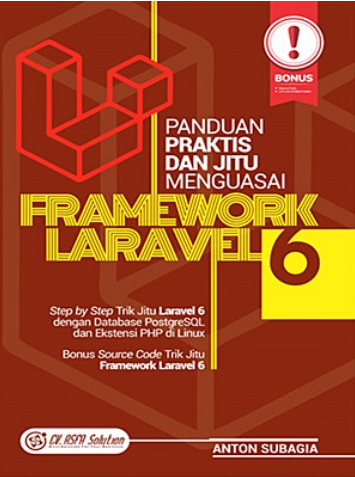 BONUS
PANDUAN
PRAKTIS
DAN JITU
MENGUASAI
FRAMEWORK
LARAVEL 6
Step by Step Trik Jitu Laravel 6
dengan Database PostgreSQL
dan Ekstensi PHP di Linux
Bonus Source Code Trik Jitu
Framework Laravel 6
CV. ASFA Solution
ANTON SUBAGIA